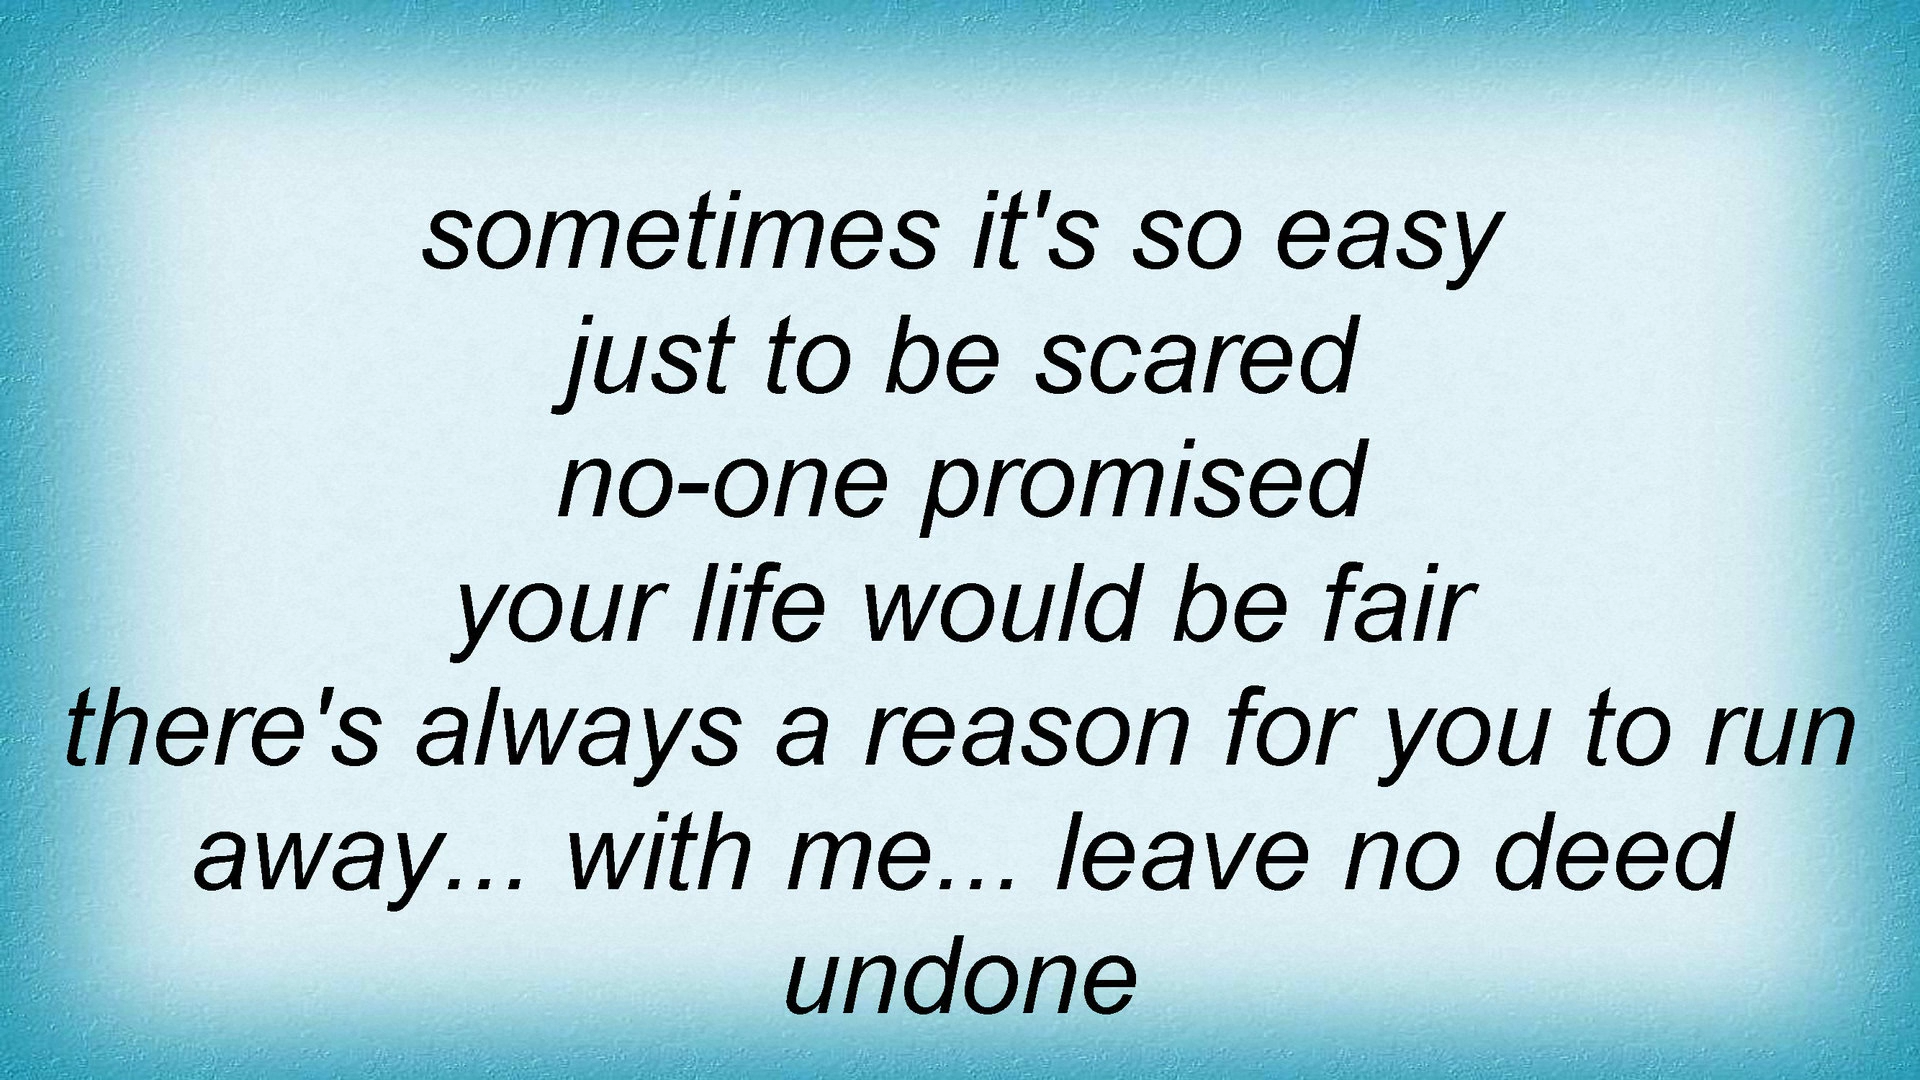 sometimes it's so easy
just to be scared
no-one promised
your life would be fair
there's always a reason for you to run
away... with me... leave no deed
undone